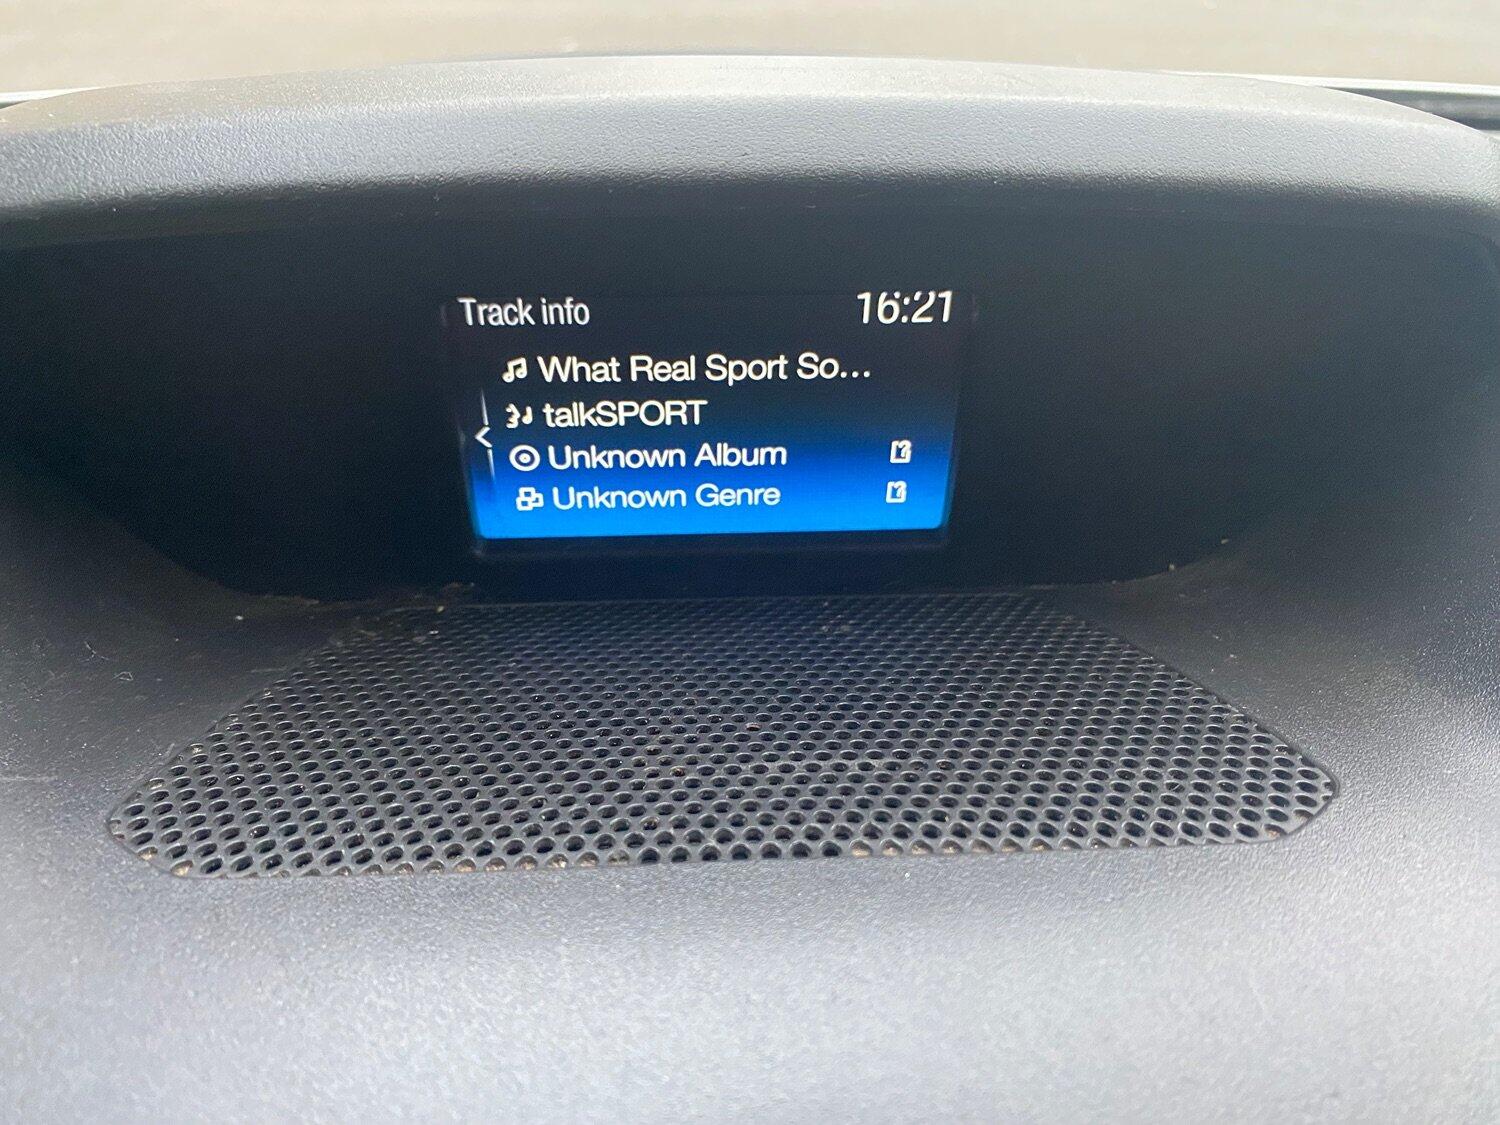 Track info 16:21
What Real Sport So...
talkSPORT
Unknown Album
Unknown Genre